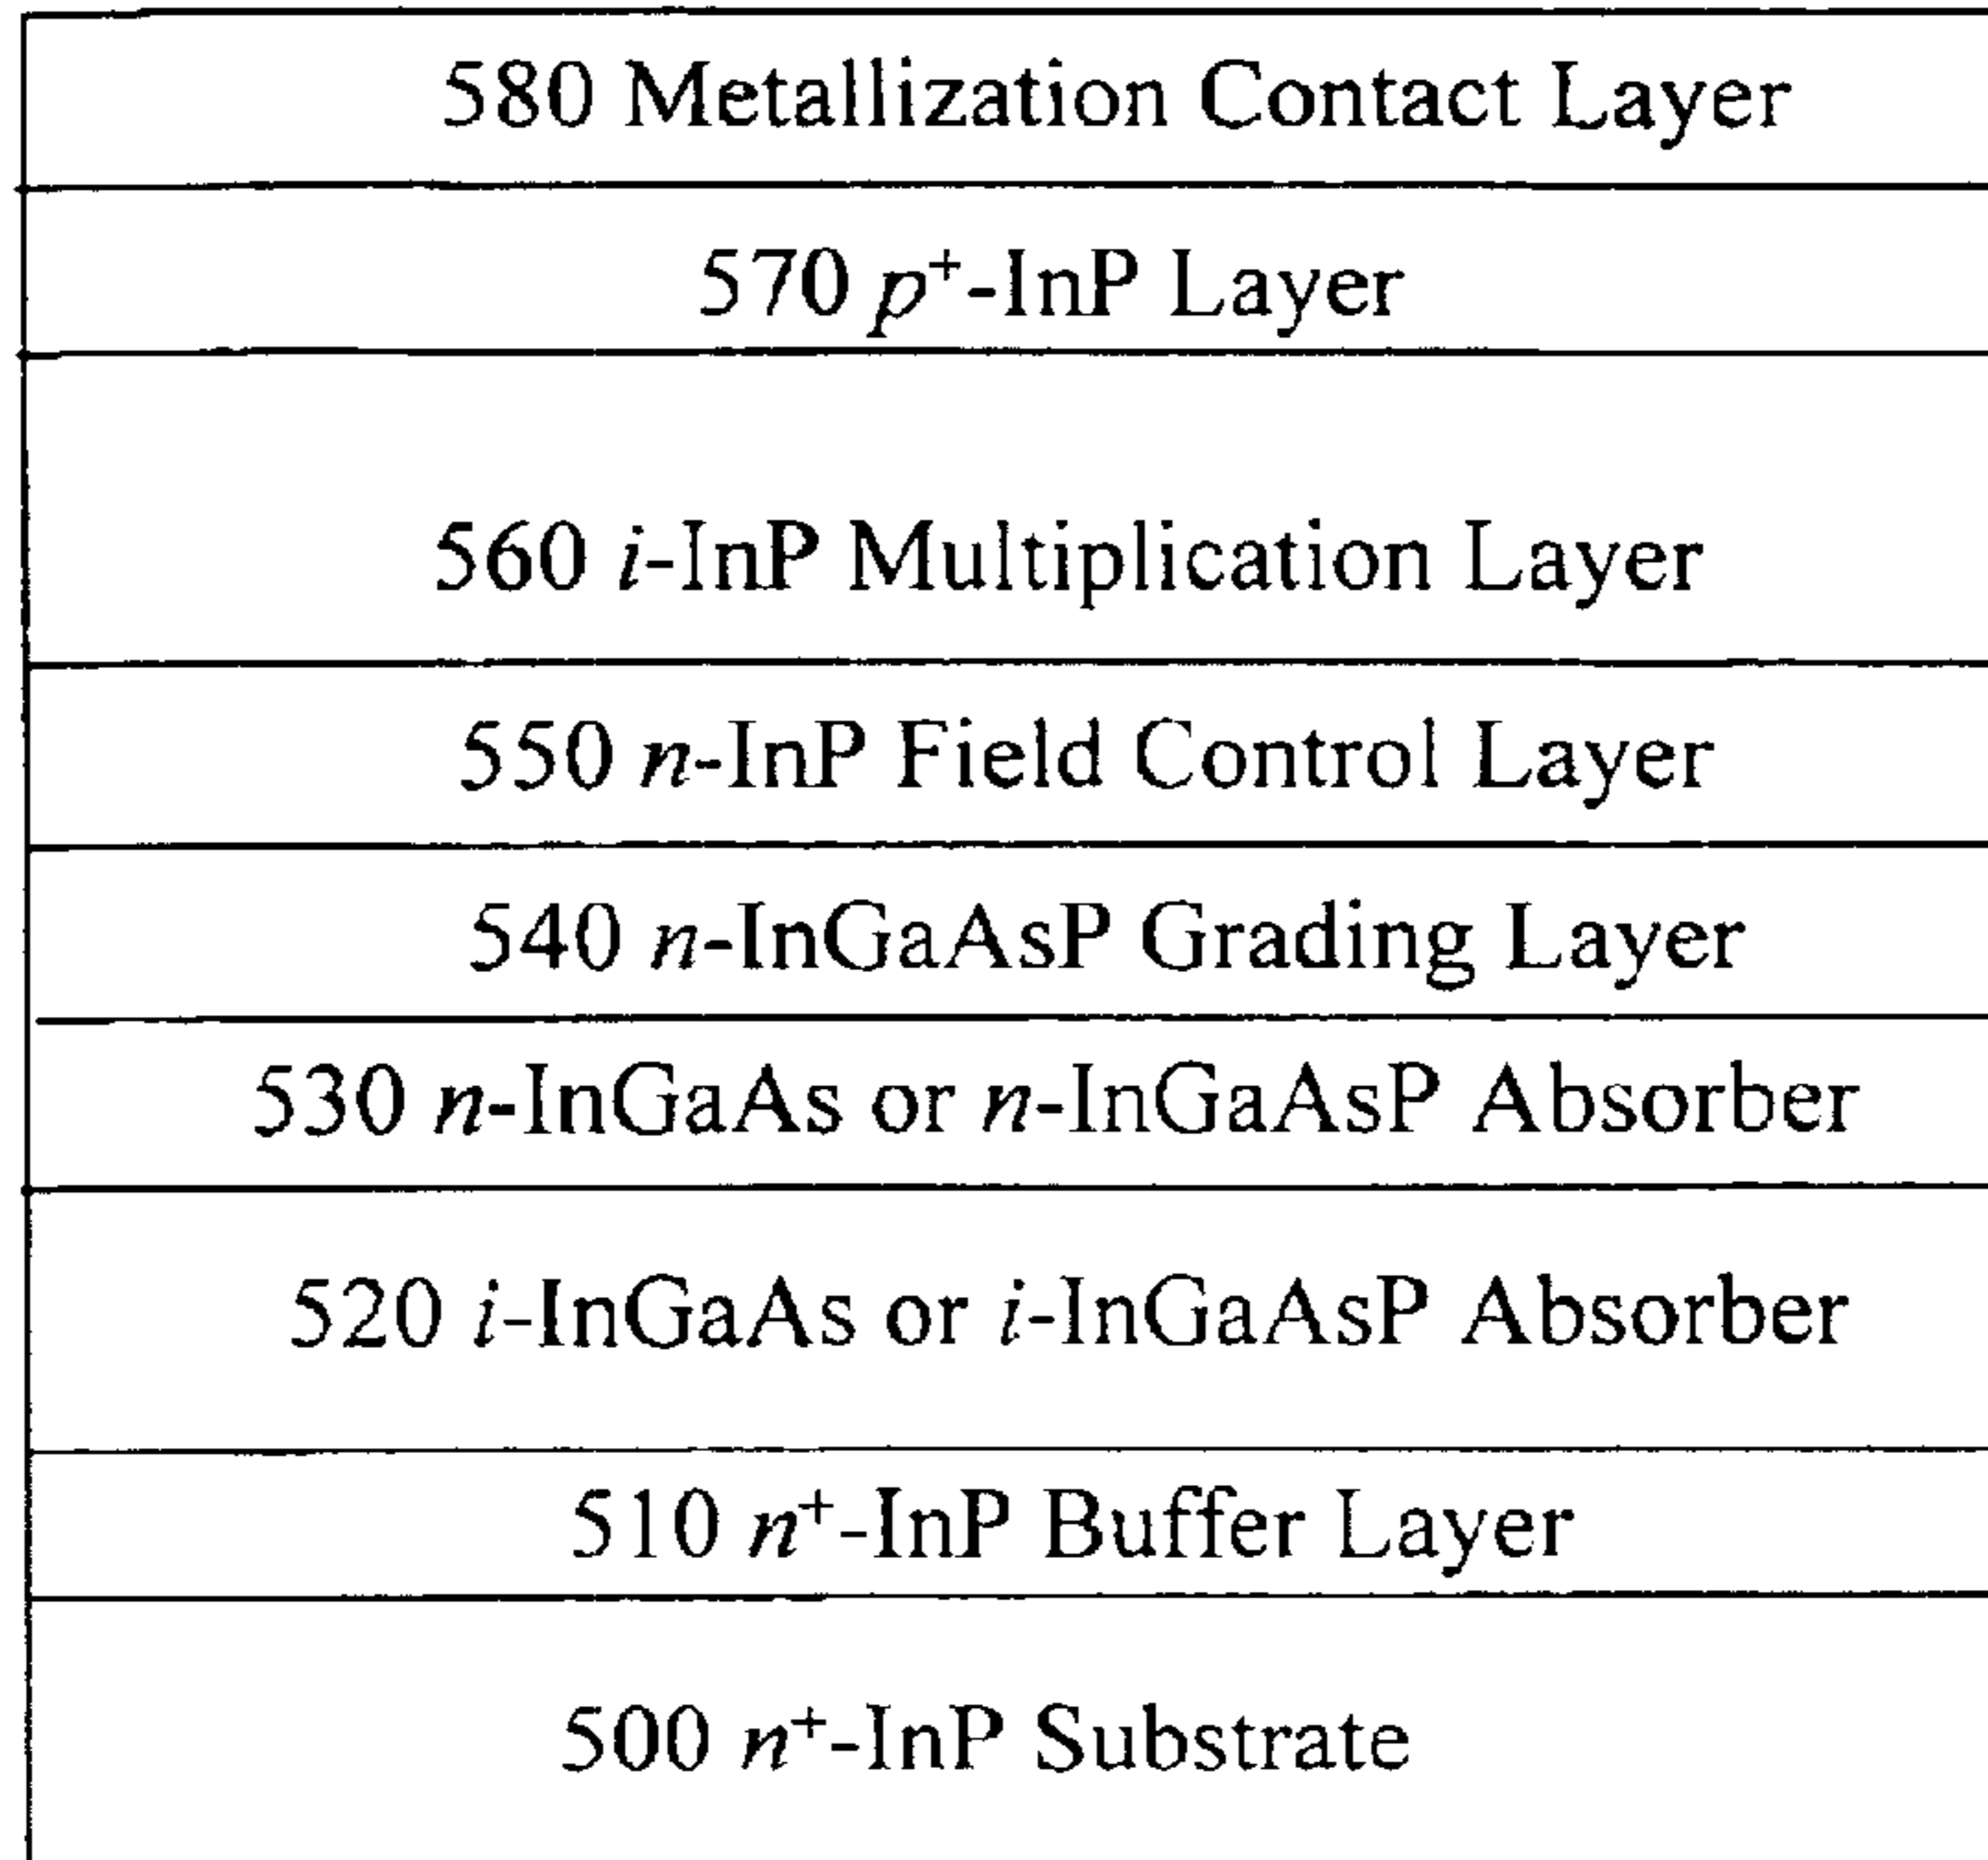 580 Metallization Contact Layer
570 p⁺-InP Layer
560 i-InP Multiplication Layer
550 n-InP Field Control Layer
540 n-InGaAsP Grading Layer
530 n-InGaAs or n-InGaAsP Absorber
520 i-InGaAs or i-InGaAsP Absorber
510 n⁺-InP Buffer Layer
500 n⁺-InP Substrate